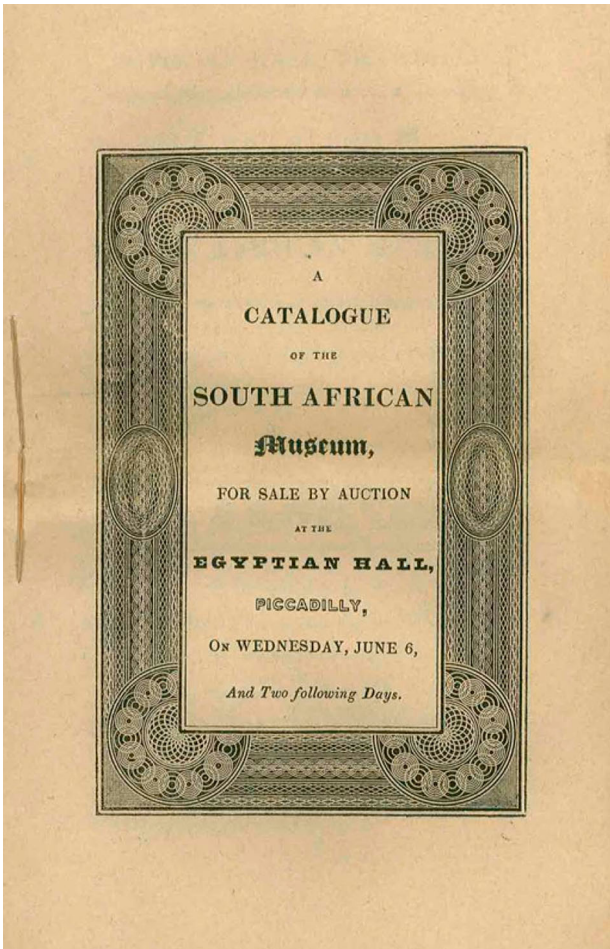 A
CATALOGUE
OF THE
SOUTH AFRICAN
Museum,
FOR SALE BY AUCTION
AT THE
EGYPTIAN HALL,
PICCADILLY,
ON WEDNESDAY, JUNE 6,
And Two following Days.